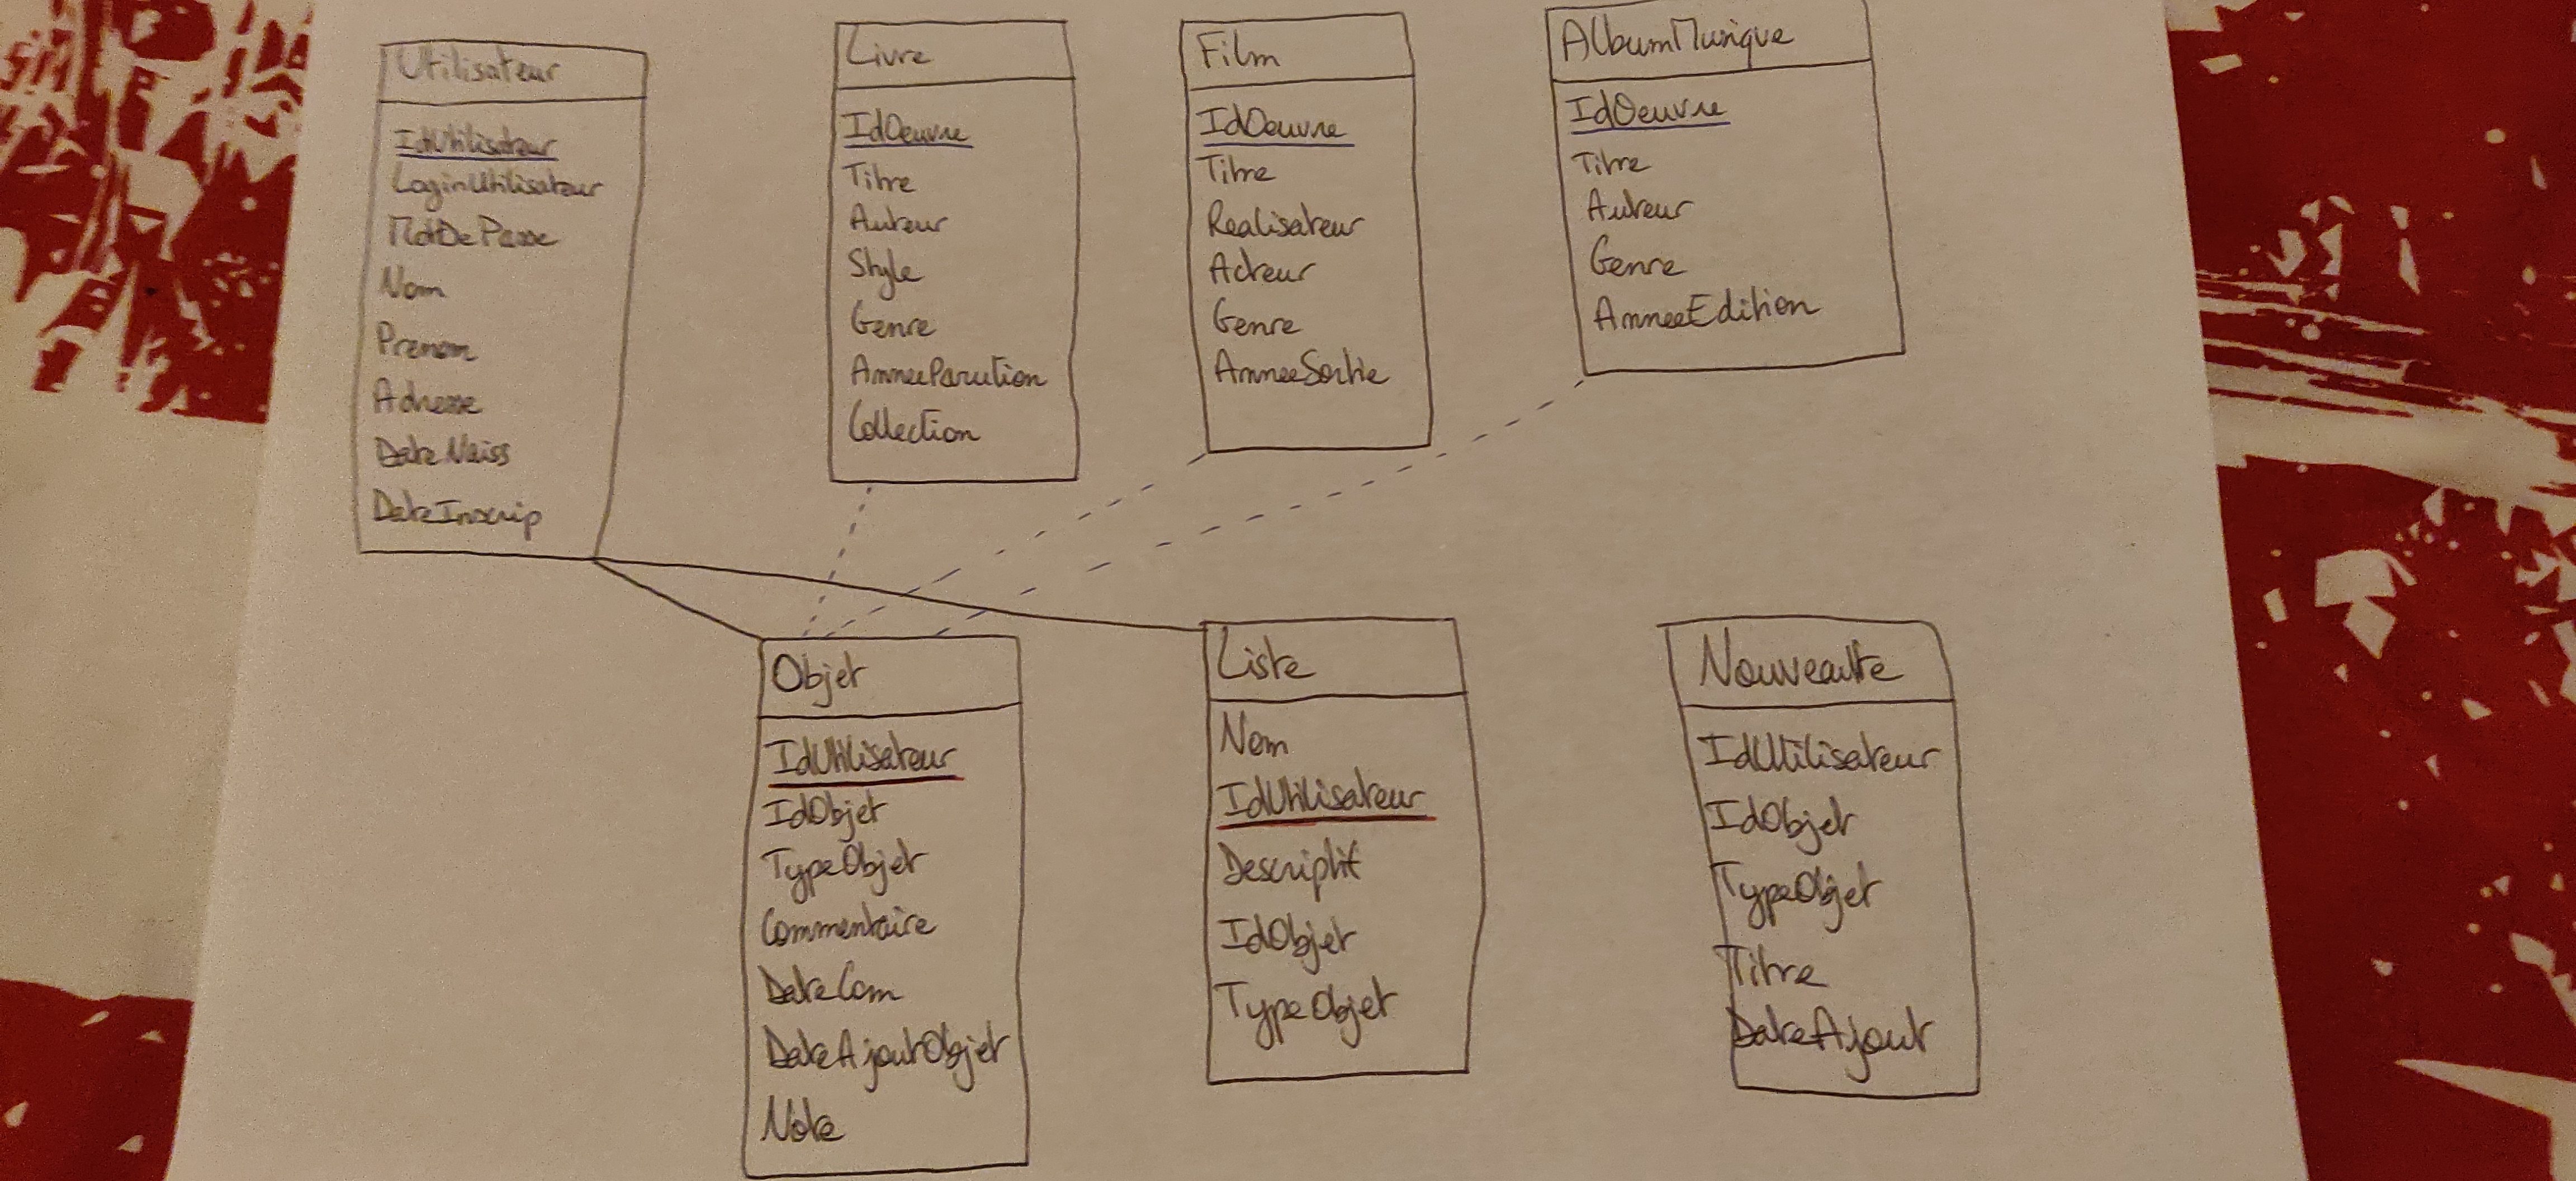 Utilisateur
IdUtilisateur
LoginUtilisateur
MotDePasse
Nom
Prenom
Adresse
DateNaiss
DateInscrip
Livre
IdOeuvre
Titre
Auteur
Style
Genre
AnneeParution
Collection
Film
IdOeuvre
Titre
Realisateur
Acteur
Genre
AnneeSortie
AlbumMusique
IdOeuvre
Titre
Auteur
Genre
AnneeEdition
Objet
IdUtilisateur
IdObjet
TypeObjet
Commentaire
DateCom
DateAjoutObjet
Note
Liste
Nom
IdUtilisateur
Descriptif
IdObjet
TypeObjet
Nouveaute
IdUtilisateur
IdObjet
TypeObjet
Titre
DateAjout